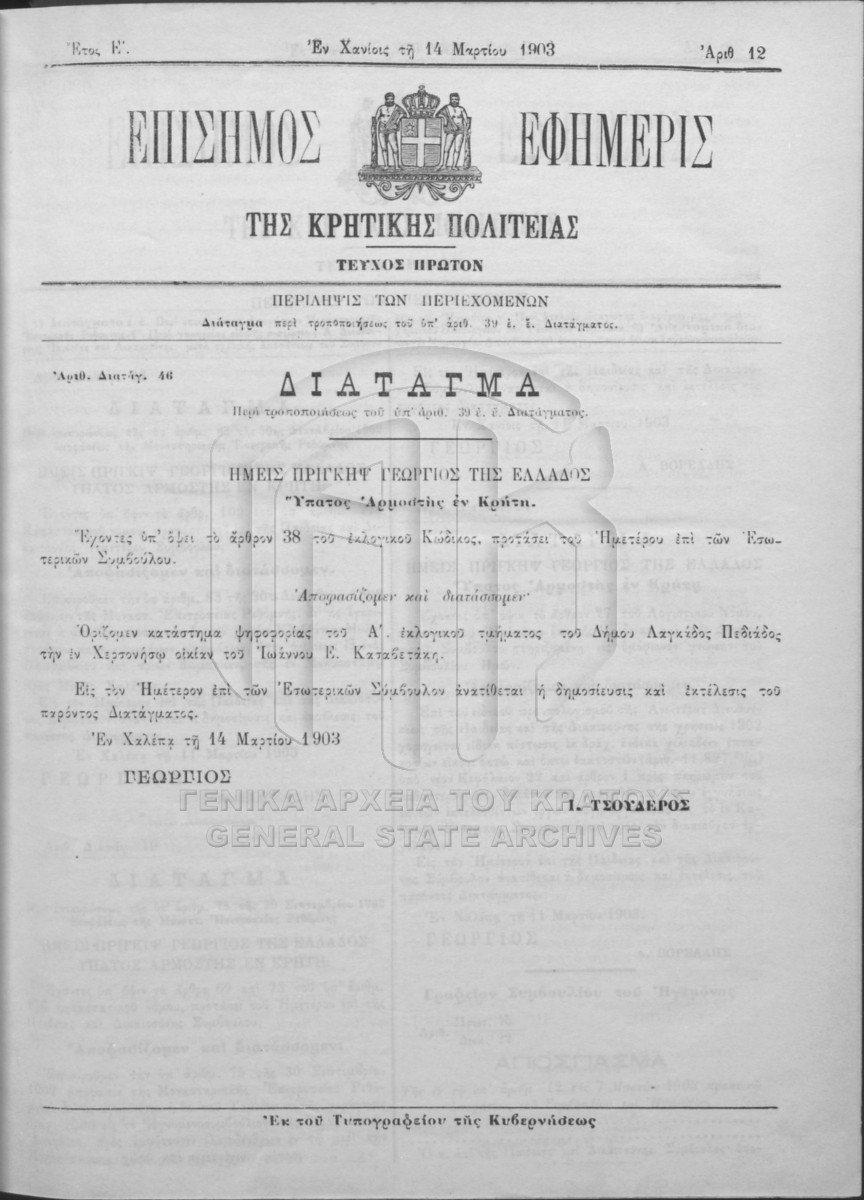 Ἔτος Ε΄.
Ἐν Χανίοις τῇ 14 Μαρτίου 1903
Ἀριθ 12
ΕΠΙΣΗΜΟΣ ΕΦΗΜΕΡΙΣ
ΤΗΣ ΚΡΗΤΙΚΗΣ ΠΟΛΙΤΕΙΑΣ
ΤΕΥΧΟΣ ΠΡΩΤΟΝ
ΠΕΡΙΛΗΨΙΣ ΤΩΝ ΠΕΡΙΕΧΟΜΕΝΩΝ
Διάταγμα περὶ τροποποιήσεως τοῦ ὑπ' ἀριθ. 39 ἐ. ἔ. Διατάγματος.
Ἀριθ. Διατάγ. 46
ΔΙΑΤΑΓΜΑ
Περὶ τροποποιήσεως τοῦ ὑπ' ἀριθ. 39 ἐ. ἔ. Διατάγματος.
ΗΜΕΙΣ ΠΡΙΓΚΗΨ ΓΕΩΡΓΙΟΣ ΤΗΣ ΕΛΛΑΔΟΣ
Ὕπατος Ἁρμοστὴς ἐν Κρήτῃ.
Ἔχοντες ὑπ' ὄψει τὸ ἄρθρον 38 τοῦ ἐκλογικοῦ Κώδικος, προτάσει τοῦ Ἡμετέρου ἐπὶ τῶν Ἐσω-
τερικῶν Συμβούλου.
Ἀποφασίζομεν καὶ διατάσσομεν·
Ὁρίζομεν κατάστημα ψηφοφορίας τοῦ Α΄. ἐκλογικοῦ τμήματος τοῦ Δήμου Λαγκάδος Πεδιάδος
τὴν ἐν Χερσονήσῳ οἰκίαν τοῦ Ἰωάννου Ε. Καταβετάκη.
Εἰς τὸν Ἡμέτερον ἐπὶ τῶν Ἐσωτερικῶν Σύμβουλον ἀνατίθεται ἡ δημοσίευσις καὶ ἐκτέλεσις τοῦ
παρόντος Διατάγματος.
Ἐν Χαλέπᾳ τῇ 14 Μαρτίου 1903
ΓΕΩΡΓΙΟΣ
Ι. ΤΣΟΥΔΕΡΟΣ
ΓΕΝΙΚΑ ΑΡΧΕΙΑ ΤΟΥ ΚΡΑΤΟΥΣ
GENERAL STATE ARCHIVES
Ἐκ τοῦ Τυπογραφείου τῆς Κυβερνήσεως